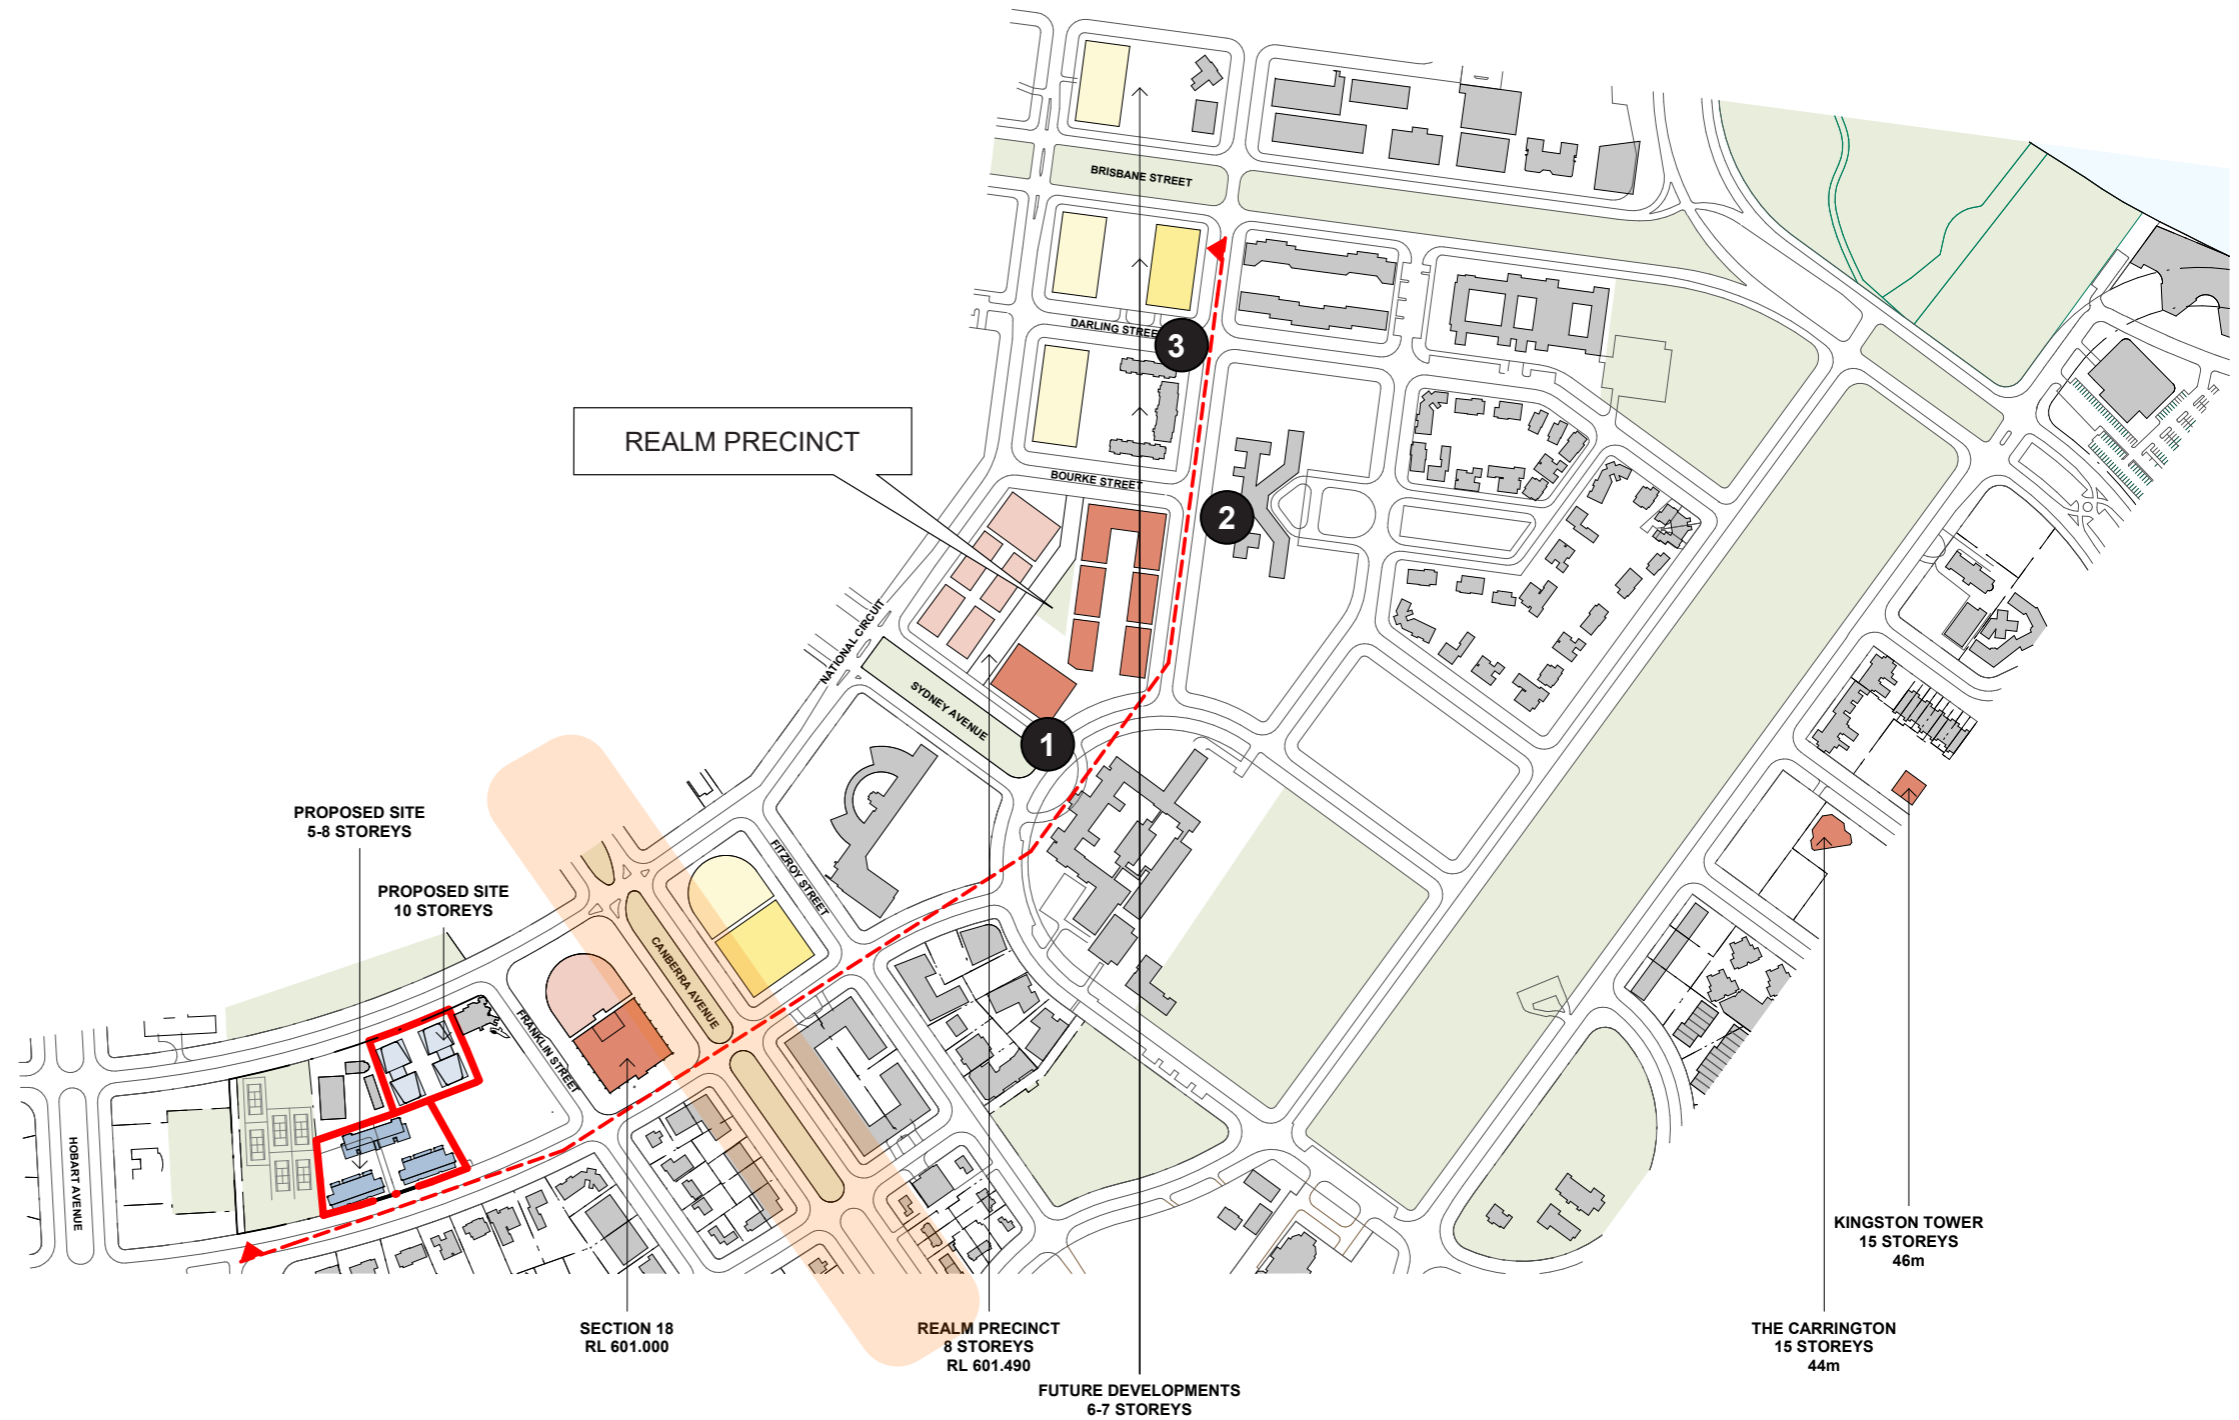 BRISBANE STREET
DARLING STREET
3
REALM PRECINCT
BOURKE STREET
2
NATIONAL CIRCUIT
SYDNEY AVENUE
1
PROPOSED SITE
5-8 STOREYS
PROPOSED SITE
10 STOREYS
FITZROY STREET
CANBERRA AVENUE
FRANKLIN STREET
HOBART AVENUE
KINGSTON TOWER
15 STOREYS
46m
SECTION 18
RL 601.000
REALM PRECINCT
8 STOREYS
RL 601.490
THE CARRINGTON
15 STOREYS
44m
FUTURE DEVELOPMENTS
6-7 STOREYS